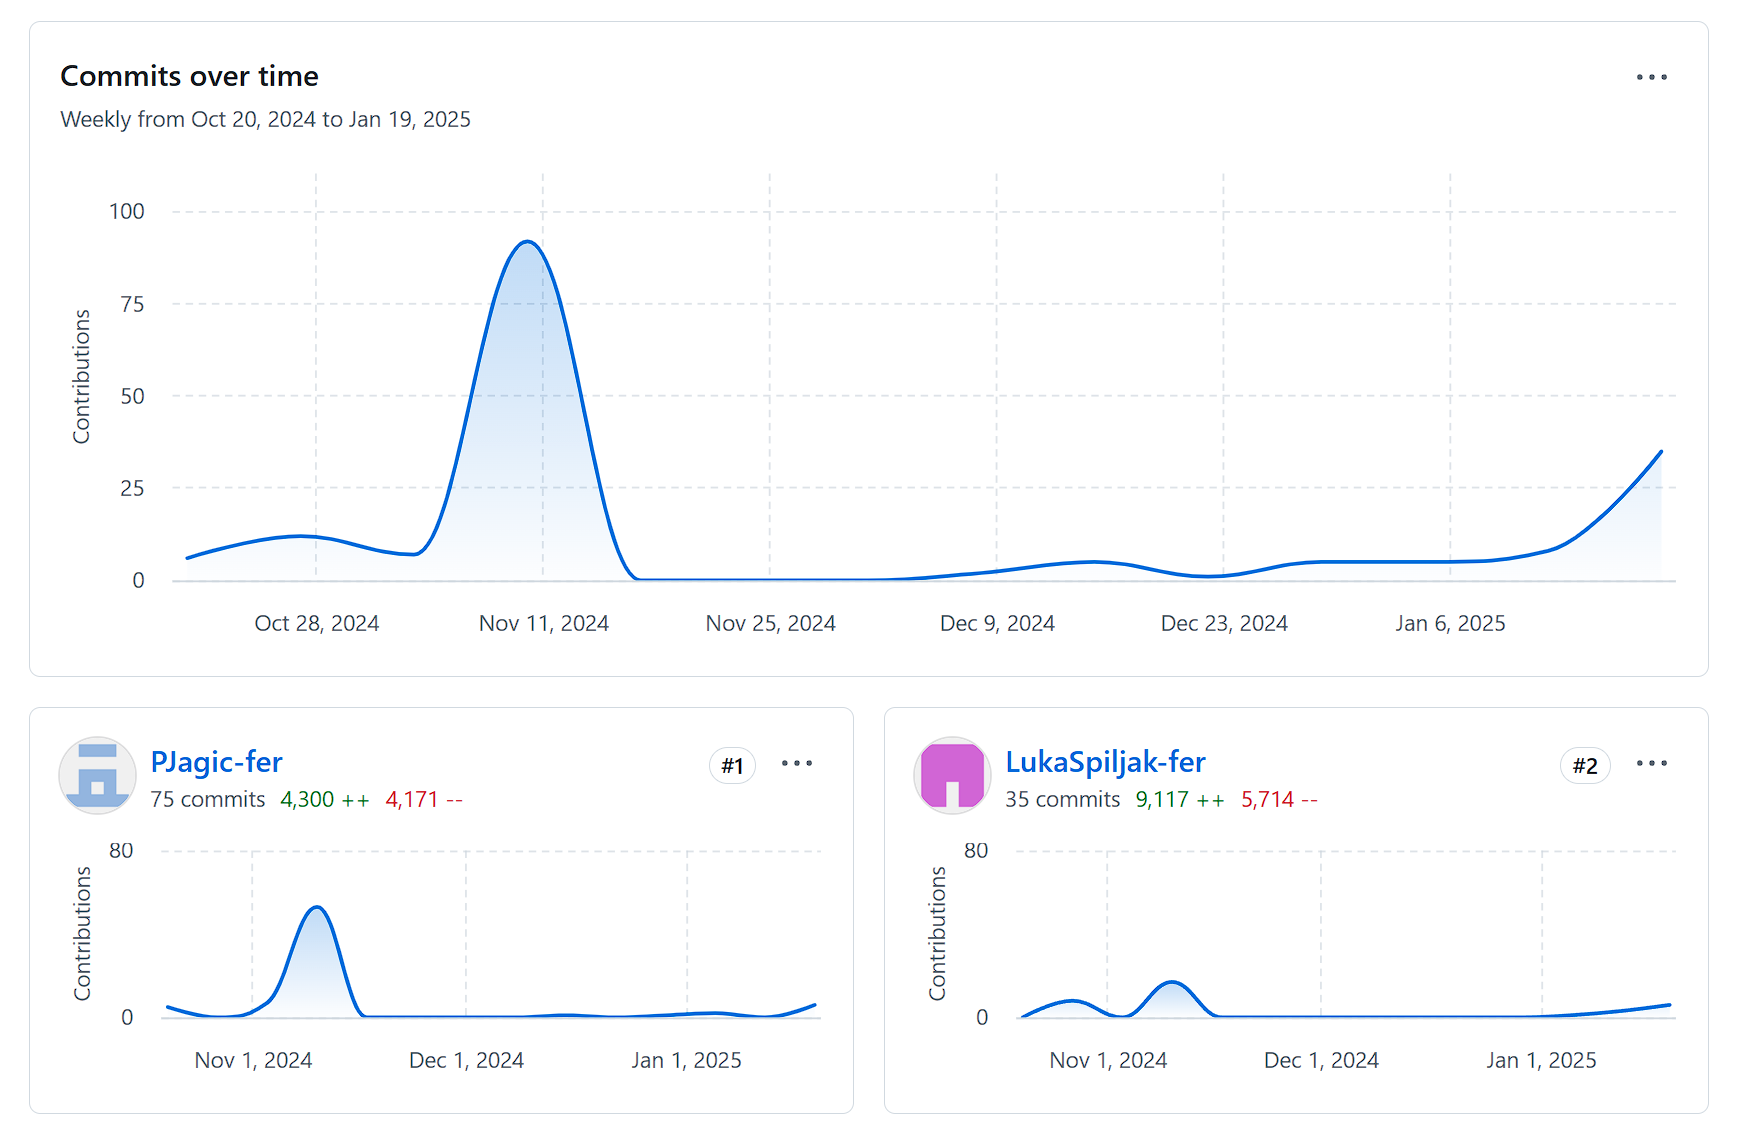 Commits over time
Weekly from Oct 20, 2024 to Jan 19, 2025
Contributions
100
75
50
25
0
Oct 28, 2024 Nov 11, 2024 Nov 25, 2024 Dec 9, 2024 Dec 23, 2024 Jan 6, 2025
PJagic-fer #1
75 commits 4,300 ++ 4,171 --
Contributions
80
0
Nov 1, 2024 Dec 1, 2024 Jan 1, 2025
LukaSpiljak-fer #2
35 commits 9,117 ++ 5,714 --
Contributions
80
0
Nov 1, 2024 Dec 1, 2024 Jan 1, 2025